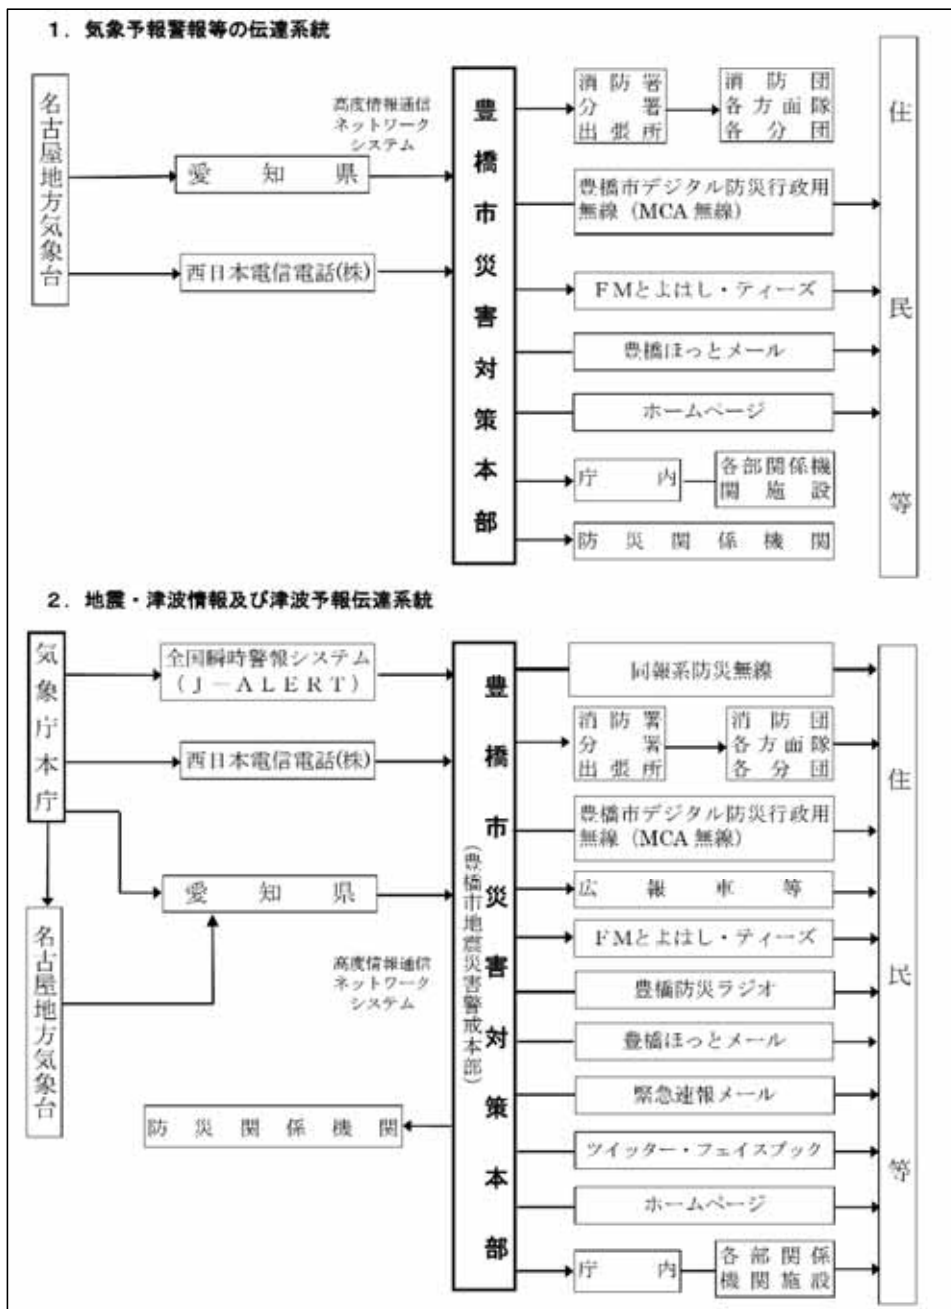 1．気象予報警報等の伝達系統
名古屋地方気象台
愛知県
西日本電信電話(株)
高度情報通信
ネットワーク
システム
豊橋市災害対策本部
消防署
分署
出張所
消防団
各方面隊
各分団
豊橋市デジタル防災行政用
無線（MCA 無線）
ＦＭとよはし・ティーズ
豊橋ほっとメール
ホームページ
庁内
各部関係機
関施設
防災関係機関
住民等
2．地震・津波情報及び津波予報伝達系統
気象庁本庁
名古屋地方気象台
全国瞬時警報システム
（Ｊ－ＡＬＥＲＴ）
西日本電信電話(株)
愛知県
高度情報通信
ネットワーク
システム
防災関係機関
豊橋市災害対策本部
（豊橋市地震災害警戒本部）
同報系防災無線
消防署
分署
出張所
消防団
各方面隊
各分団
豊橋市デジタル防災行政用
無線（MCA 無線）
広報車等
ＦＭとよはし・ティーズ
豊橋防災ラジオ
豊橋ほっとメール
緊急速報メール
ツイッター・フェイスブック
ホームページ
庁内
各部関係
機関施設
住民等